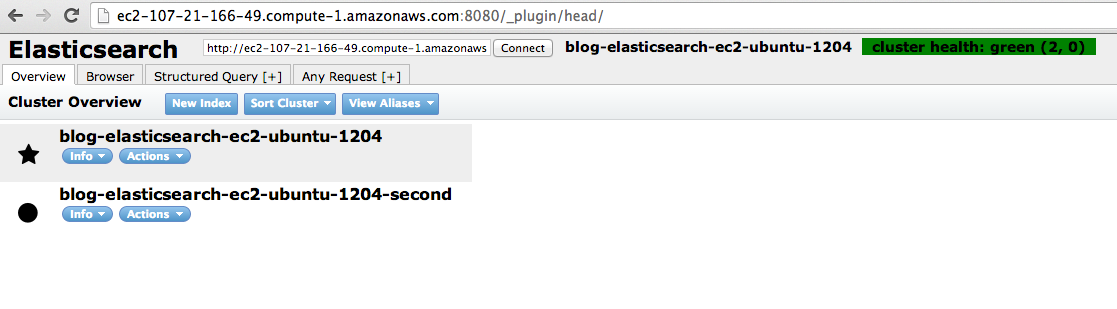 ec2-107-21-166-49.compute-1.amazonaws.com:8080/_plugin/head/
Elasticsearch http://ec2-107-21-166-49.compute-1.amazonaws Connect blog-elasticsearch-ec2-ubuntu-1204 cluster health: green (2, 0)
Overview Browser Structured Query [+] Any Request [+]
Cluster Overview New Index Sort Cluster View Aliases
blog-elasticsearch-ec2-ubuntu-1204
Info Actions
blog-elasticsearch-ec2-ubuntu-1204-second
Info Actions